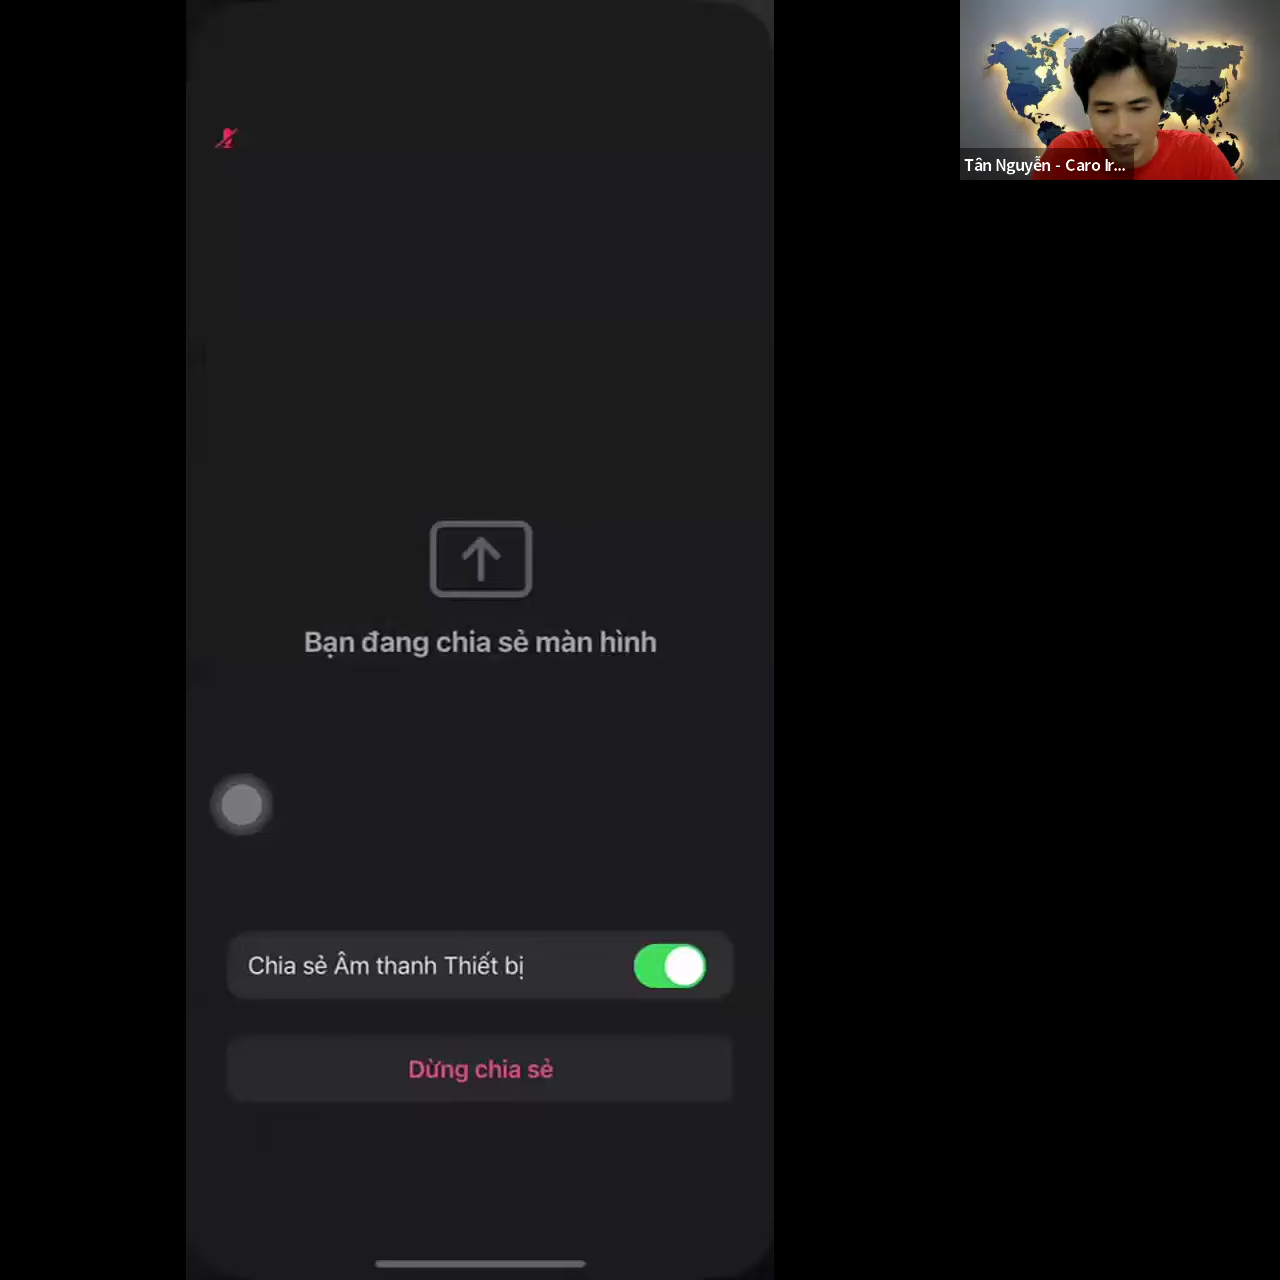 Tân Nguyễn - Caro Ir...
Bạn đang chia sẻ màn hình
Chia sẻ Âm thanh Thiết bị
Dừng chia sẻ